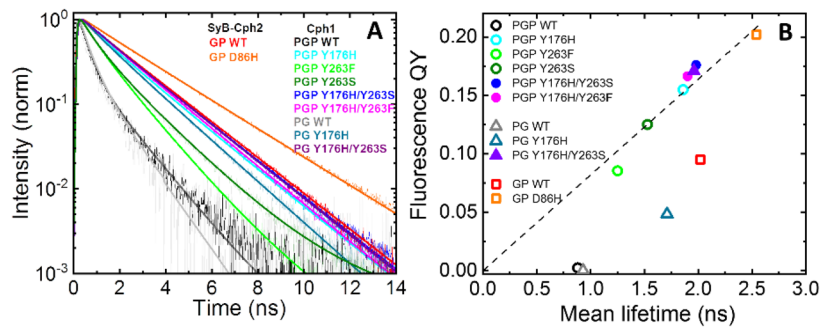 A
SyB-Cph2
GP WT
GP D86H
Cph1
PGP WT
PGP Y176H
PGP Y263F
PGP Y263S
PGP Y176H/Y263S
PGP Y176H/Y263F
PG WT
PG Y176H
PG Y176H/Y263S
Intensity (norm)
10⁰
10⁻¹
10⁻²
10⁻³
0 2 4 6 8 10 12 14
Time (ns)
B
PGP WT
PGP Y176H
PGP Y263F
PGP Y263S
PGP Y176H/Y263S
PGP Y176H/Y263F
PG WT
PG Y176H
PG Y176H/Y263S
GP WT
GP D86H
Fluorescence QY
0.20
0.15
0.10
0.05
0.00
0.0 0.5 1.0 1.5 2.0 2.5 3.0
Mean lifetime (ns)